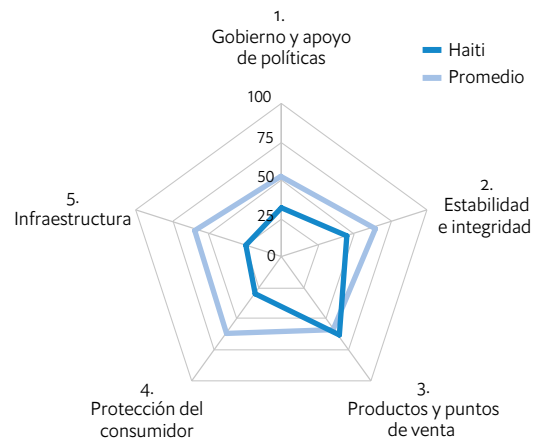 1.
Gobierno y apoyo
de políticas
Haiti
Promedio
100
75
50
25
0
2.
Estabilidad
e integridad
5.
Infraestructura
4.
Protección del
consumidor
3.
Productos y puntos
de venta